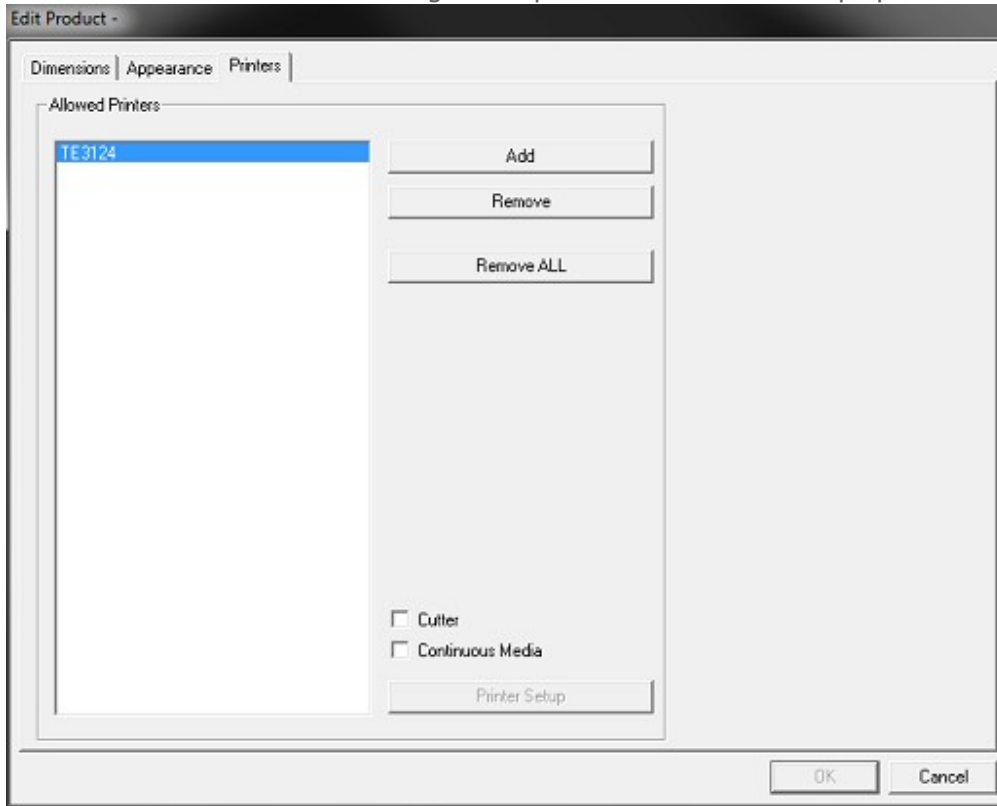 Edit Product -
Dimensions Appearance Printers
Allowed Printers
TE3124
Add
Remove
Remove ALL
Cutter
Continuous Media
Printer Setup
OK Cancel